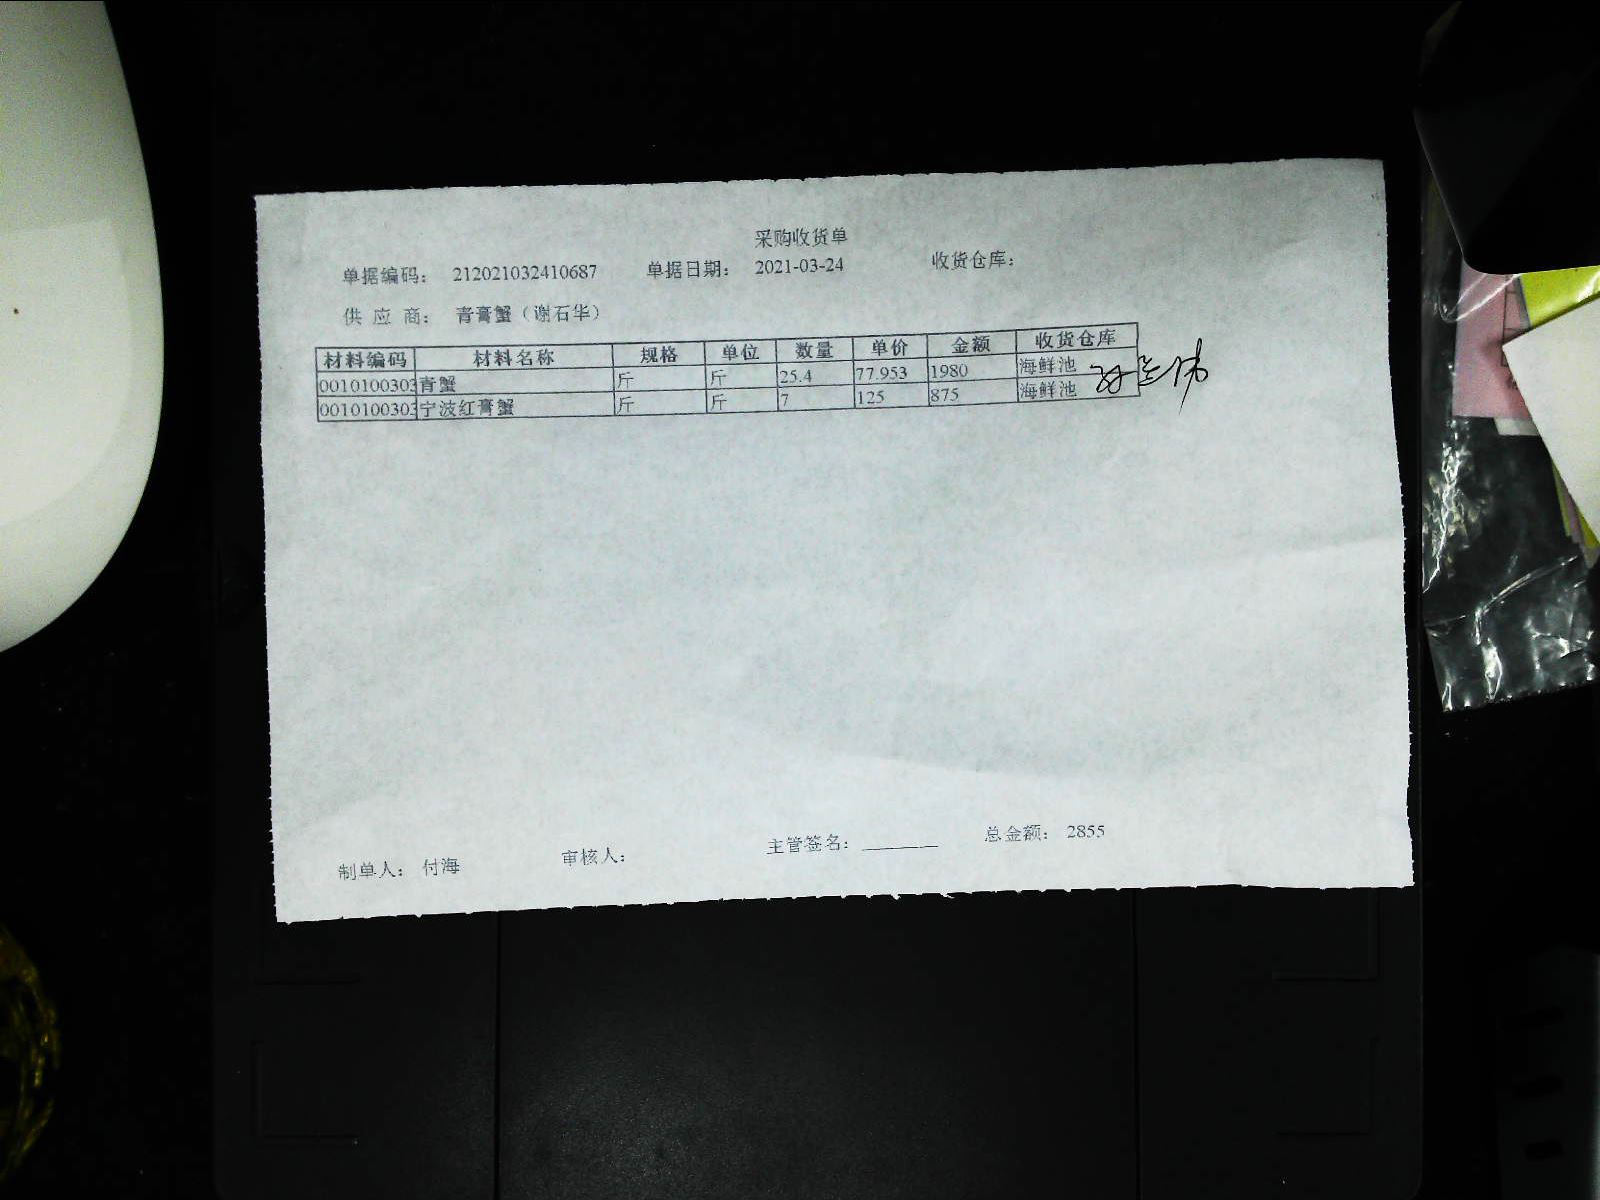 采购收货单
单据编码： 212021032410687 单据日期： 2021-03-24 收货仓库：
供 应 商： 青膏蟹（谢石华）
材料编码 材料名称 规格 单位 数量 单价 金额 收货仓库
0010100303 青蟹 斤 斤 25.4 77.953 1980 海鲜池
0010100303 宁波红膏蟹 斤 斤 7 125 875 海鲜池
制单人： 付海 审核人： 主管签名： 总金额： 2855